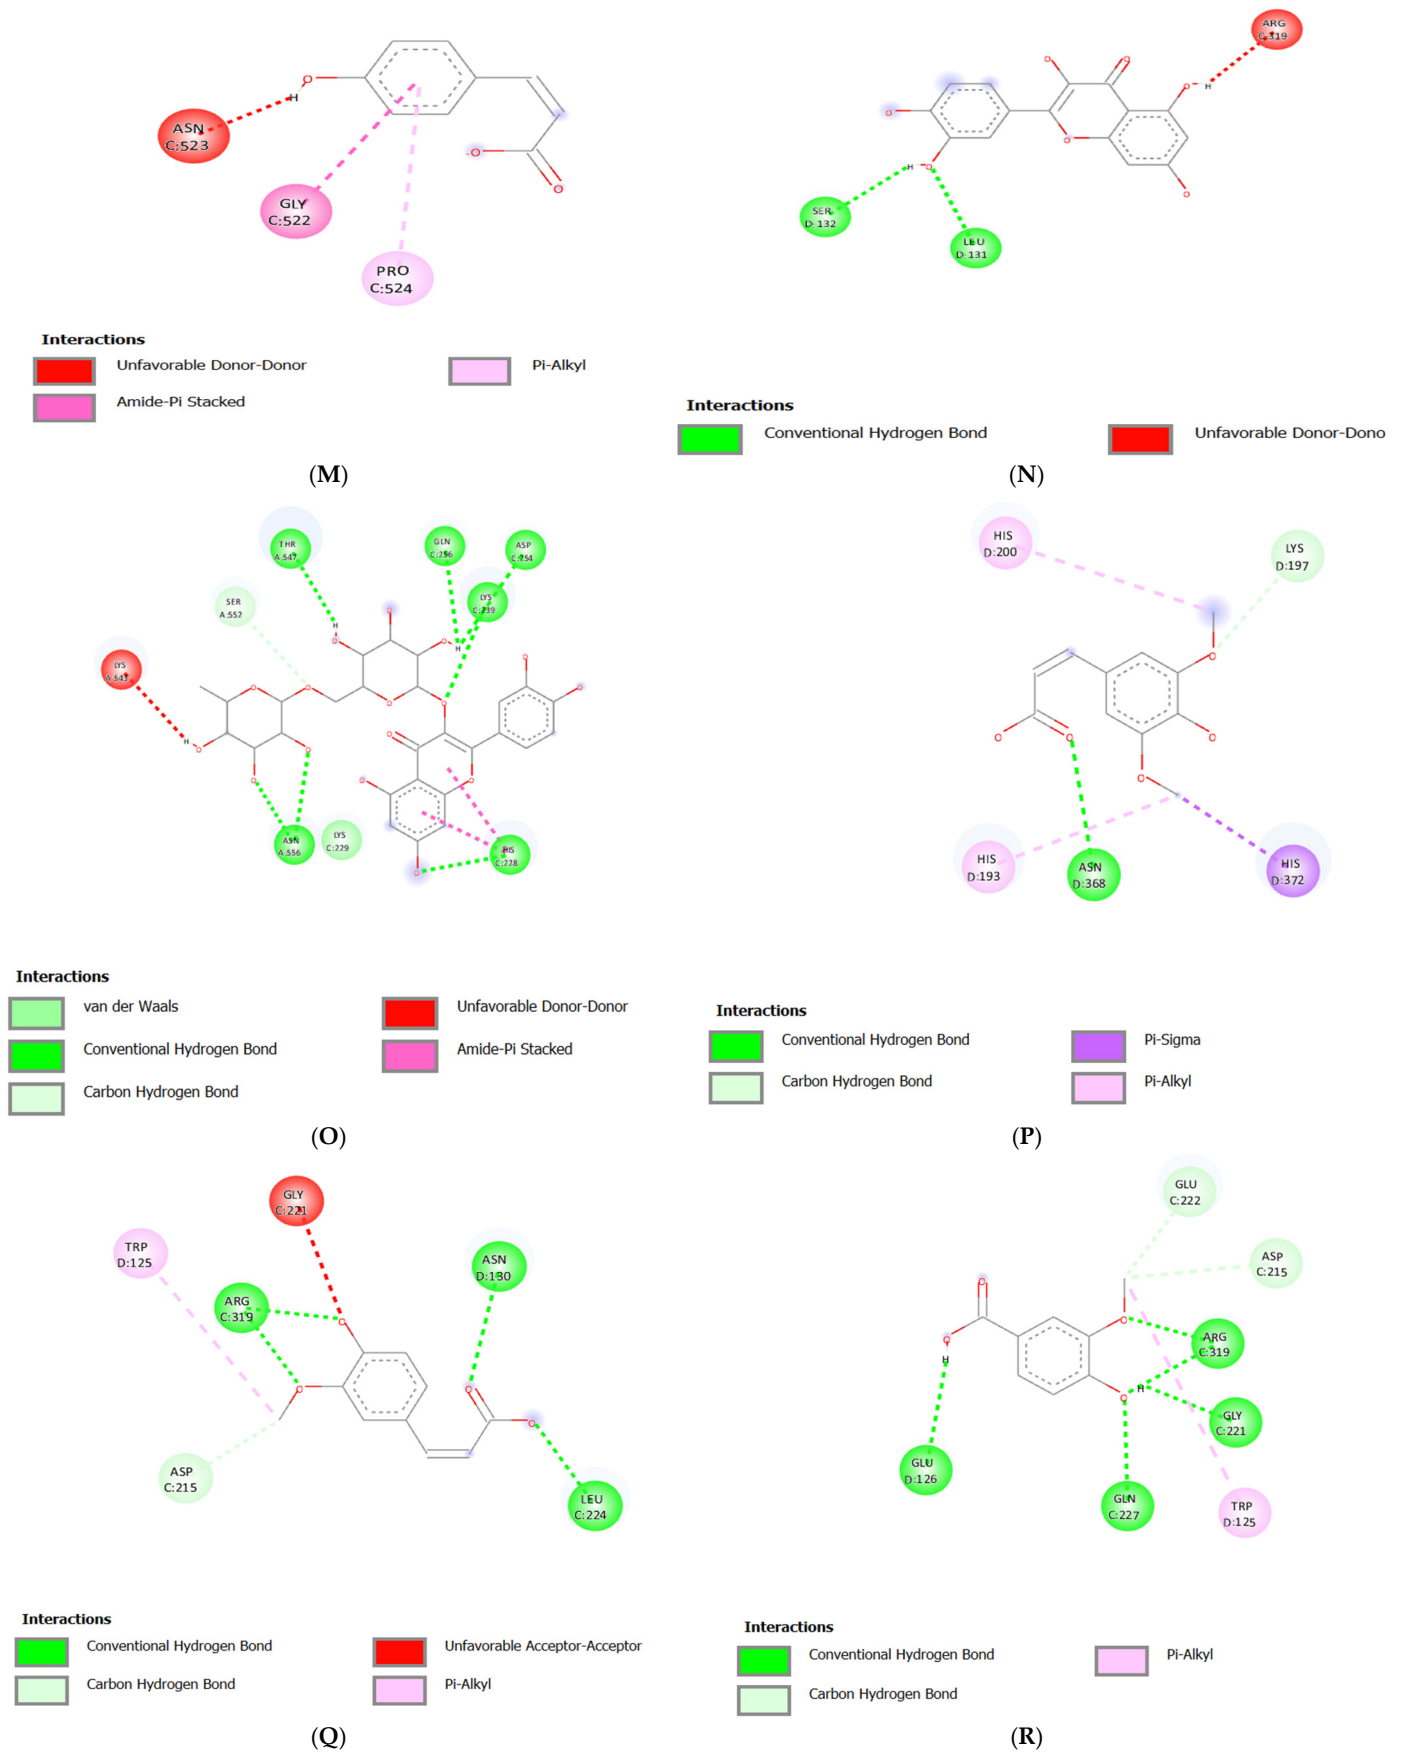 ASN
C:523
GLY
C:522
PRO
C:524
H
O
-O
O
Interactions
Unfavorable Donor-Donor
Pi-Alkyl
Amide-Pi Stacked
(M)
ARG
C:319
SER
D:132
LEU
D:131
Interactions
Conventional Hydrogen Bond
Unfavorable Donor-Dono
(N)
THR
A:547
GLN
C:256
ASP
C:254
LYS
C:239
SER
A:552
LYS
A:543
ASN
A:556
LYS
C:229
HIS
C:228
Interactions
van der Waals
Unfavorable Donor-Donor
Conventional Hydrogen Bond
Amide-Pi Stacked
Carbon Hydrogen Bond
(O)
HIS
D:200
LYS
D:197
HIS
D:193
ASN
D:368
HIS
D:372
Interactions
Conventional Hydrogen Bond
Pi-Sigma
Carbon Hydrogen Bond
Pi-Alkyl
(P)
GLY
C:221
TRP
D:125
ASN
D:130
ARG
C:319
ASP
C:215
LEU
C:224
Interactions
Conventional Hydrogen Bond
Unfavorable Acceptor-Acceptor
Carbon Hydrogen Bond
Pi-Alkyl
(Q)
GLU
C:222
ASP
C:215
ARG
C:319
GLY
C:221
GLU
D:126
GLN
C:227
TRP
D:125
Interactions
Conventional Hydrogen Bond
Pi-Alkyl
Carbon Hydrogen Bond
(R)